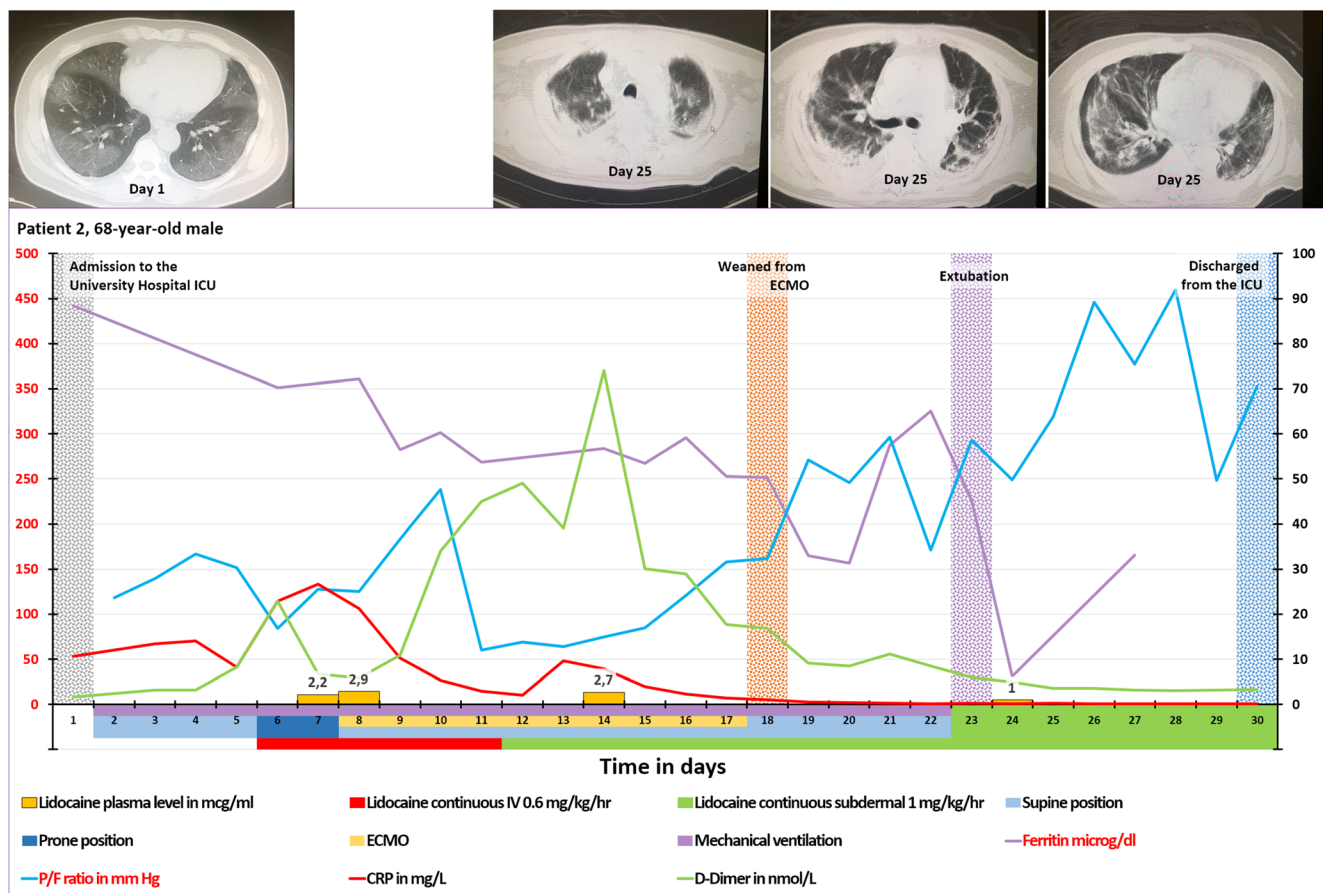 Day 1
Day 25
Day 25
Day 25
Patient 2, 68-year-old male
500
450
400
350
300
250
200
150
100
50
0
100
90
80
70
60
50
40
30
20
10
0
Admission to the
University Hospital ICU
Weaned from
ECMO
Extubation
Discharged
from the ICU
2,2
2,9
2,7
1
1 2 3 4 5 6 7 8 9 10 11 12 13 14 15 16 17 18 19 20 21 22 23 24 25 26 27 28 29 30
Time in days
Lidocaine plasma level in mcg/ml
Lidocaine continuous IV 0.6 mg/kg/hr
Lidocaine continuous subdermal 1 mg/kg/hr
Supine position
Prone position
ECMO
Mechanical ventilation
Ferritin microg/dl
P/F ratio in mm Hg
CRP in mg/L
D-Dimer in nmol/L